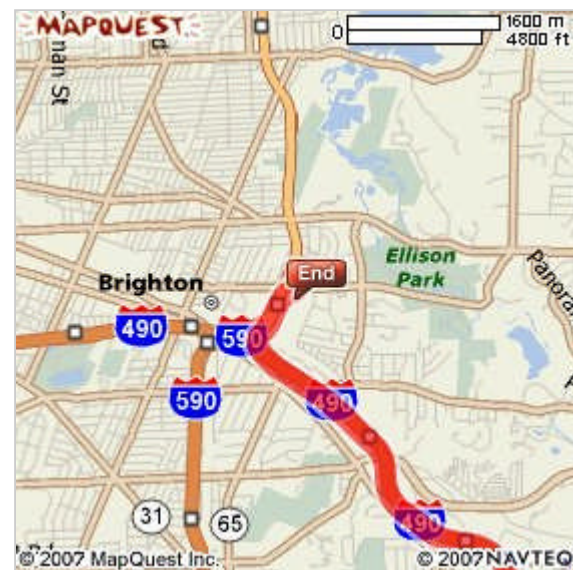 MAPQUEST.
0
1600 m
4800 ft
nan St
Ellison
Park
End
Brighton
Panora
490
590
590
490
31
65
490
© 2007 MapQuest Inc.
© 2007 NAVTEQ